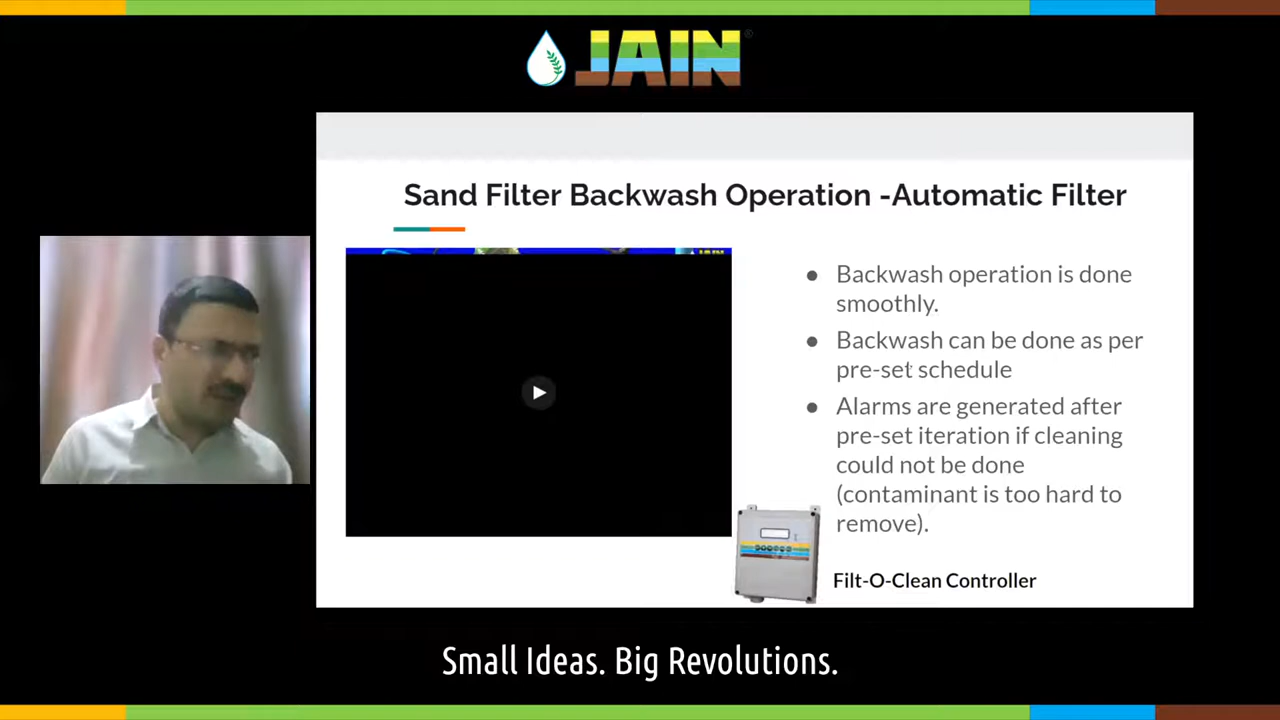 JAIN®
Sand Filter Backwash Operation -Automatic Filter
● Backwash operation is done
smoothly.
● Backwash can be done as per
pre-set schedule
● Alarms are generated after
pre-set iteration if cleaning
could not be done
(contaminant is too hard to
remove).
Filt-O-Clean Controller
Small Ideas. Big Revolutions.